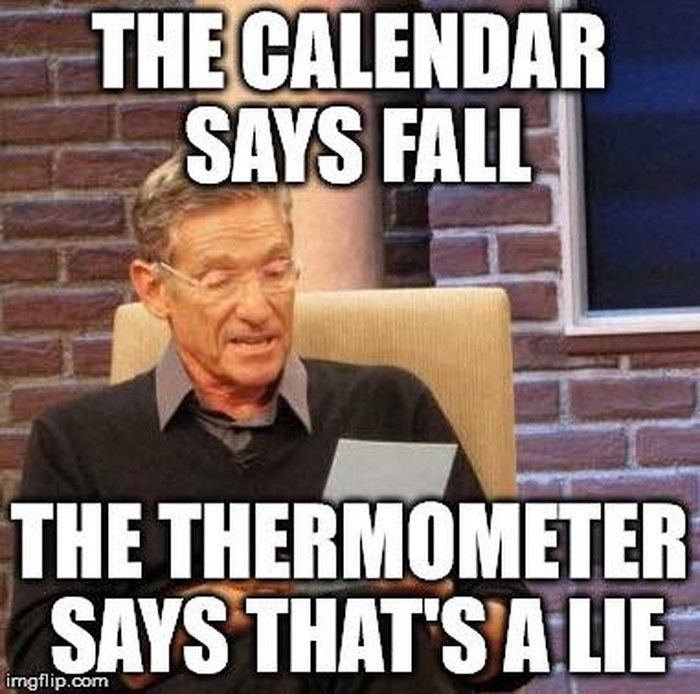 THE CALENDAR
SAYS FALL
THE THERMOMETER
SAYS THAT'S A LIE
imgflip.com